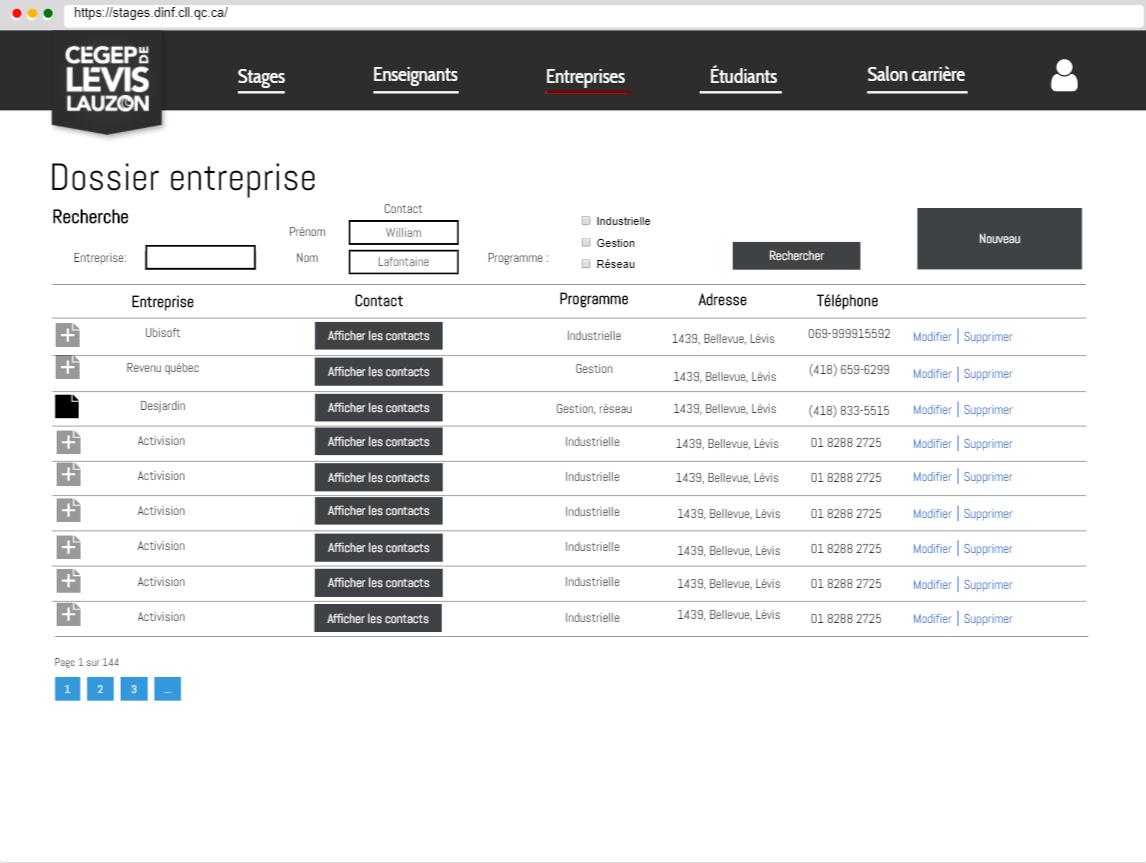 https://stages.dinf.cll.qc.ca/
CEGEP DE
LÉVIS
LAUZON
Stages Enseignants Entreprises Étudiants Salon carrière
Dossier entreprise
Recherche
Contact
Prénom William
Nom Lafontaine
Entreprise:
Programme :
Industrielle
Gestion
Réseau
Rechercher
Nouveau
Entreprise Contact Programme Adresse Téléphone
Ubisoft Afficher les contacts Industrielle 1439, Bellevue, Lévis 069-999915592 Modifier | Supprimer
Revenu québec Afficher les contacts Gestion 1439, Bellevue, Lévis (418) 659-6299 Modifier | Supprimer
Desjardin Afficher les contacts Gestion, réseau 1439, Bellevue, Lévis (418) 833-5515 Modifier | Supprimer
Activision Afficher les contacts Industrielle 1439, Bellevue, Lévis 01 8288 2725 Modifier | Supprimer
Activision Afficher les contacts Industrielle 1439, Bellevue, Lévis 01 8288 2725 Modifier | Supprimer
Activision Afficher les contacts Industrielle 1439, Bellevue, Lévis 01 8288 2725 Modifier | Supprimer
Activision Afficher les contacts Industrielle 1439, Bellevue, Lévis 01 8288 2725 Modifier | Supprimer
Activision Afficher les contacts Industrielle 1439, Bellevue, Lévis 01 8288 2725 Modifier | Supprimer
Activision Afficher les contacts Industrielle 1439, Bellevue, Lévis 01 8288 2725 Modifier | Supprimer
Page 1 sur 144
1 2 3 ...